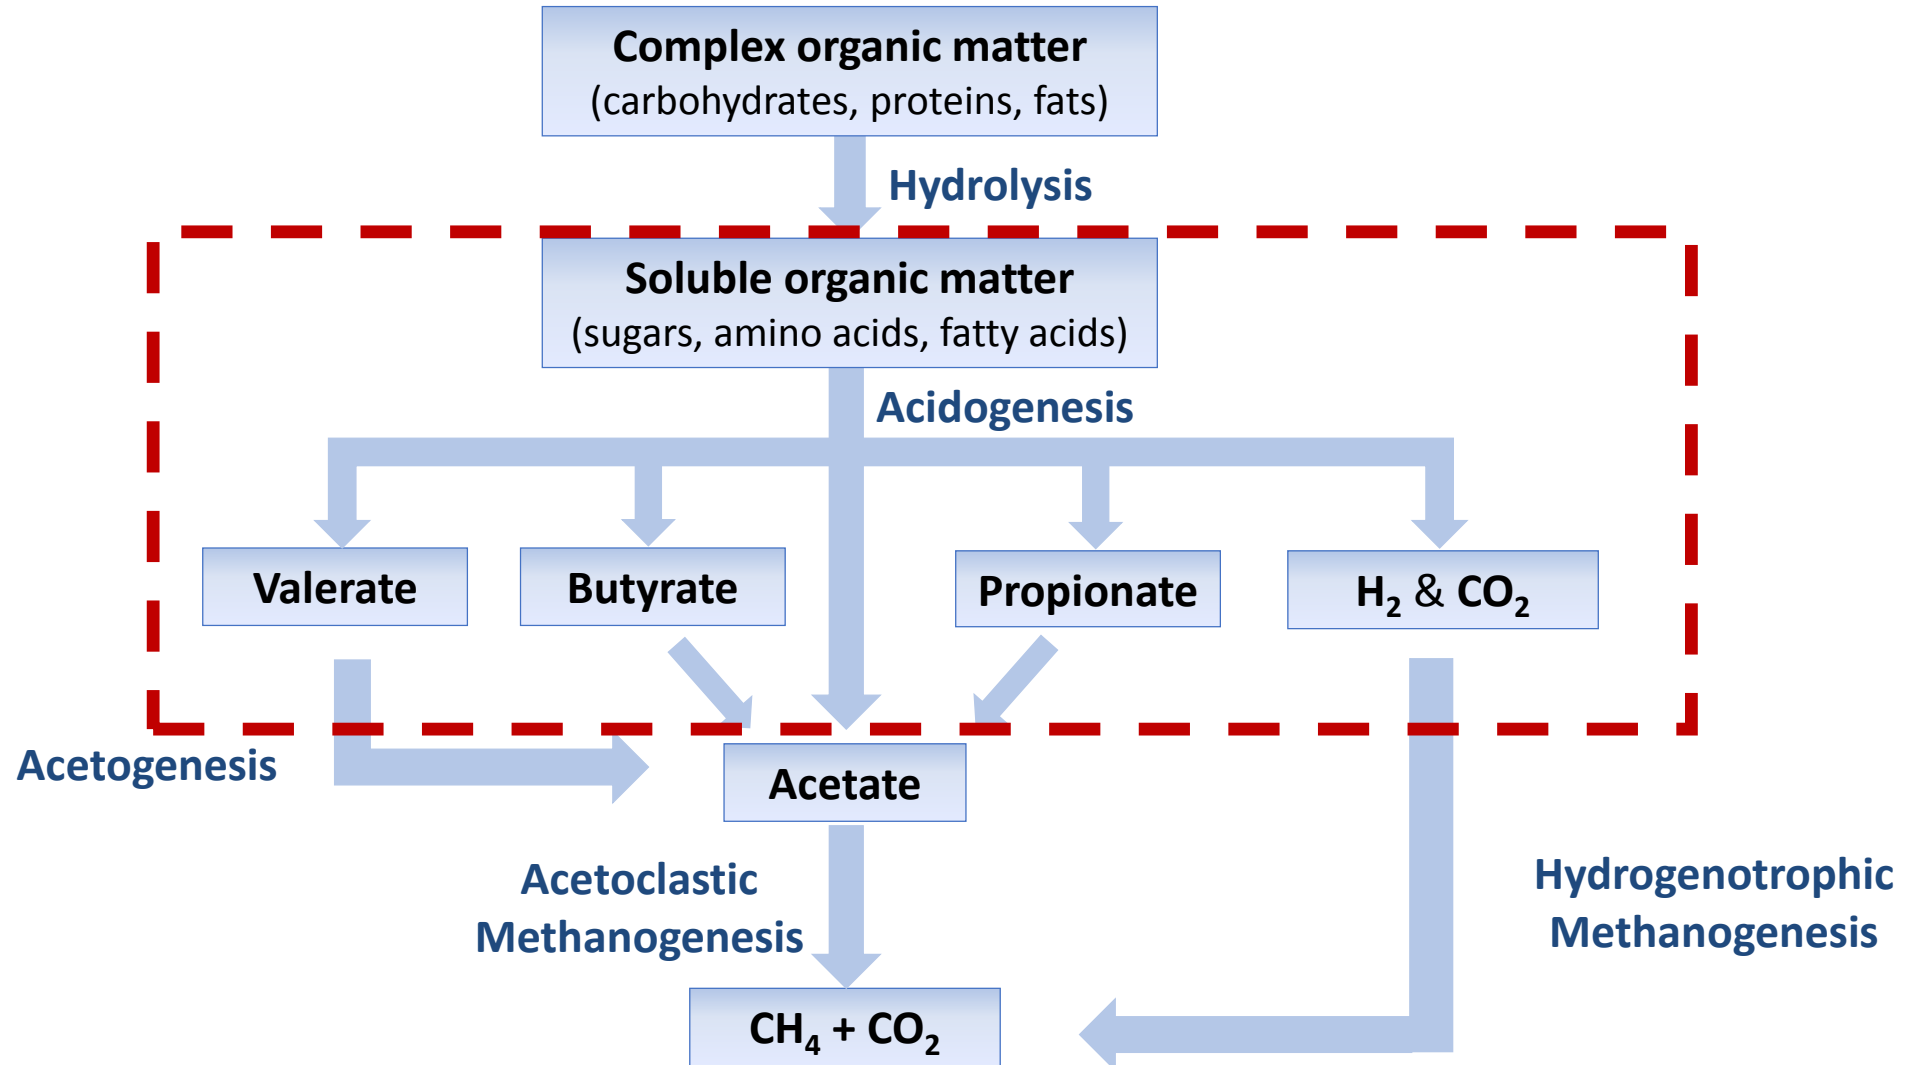 Complex organic matter
(carbohydrates, proteins, fats)
Hydrolysis
Soluble organic matter
(sugars, amino acids, fatty acids)
Acidogenesis
Valerate
Butyrate
Propionate
H₂ & CO₂
Acetogenesis
Acetate
Acetoclastic
Methanogenesis
Hydrogenotrophic
Methanogenesis
CH₄ + CO₂